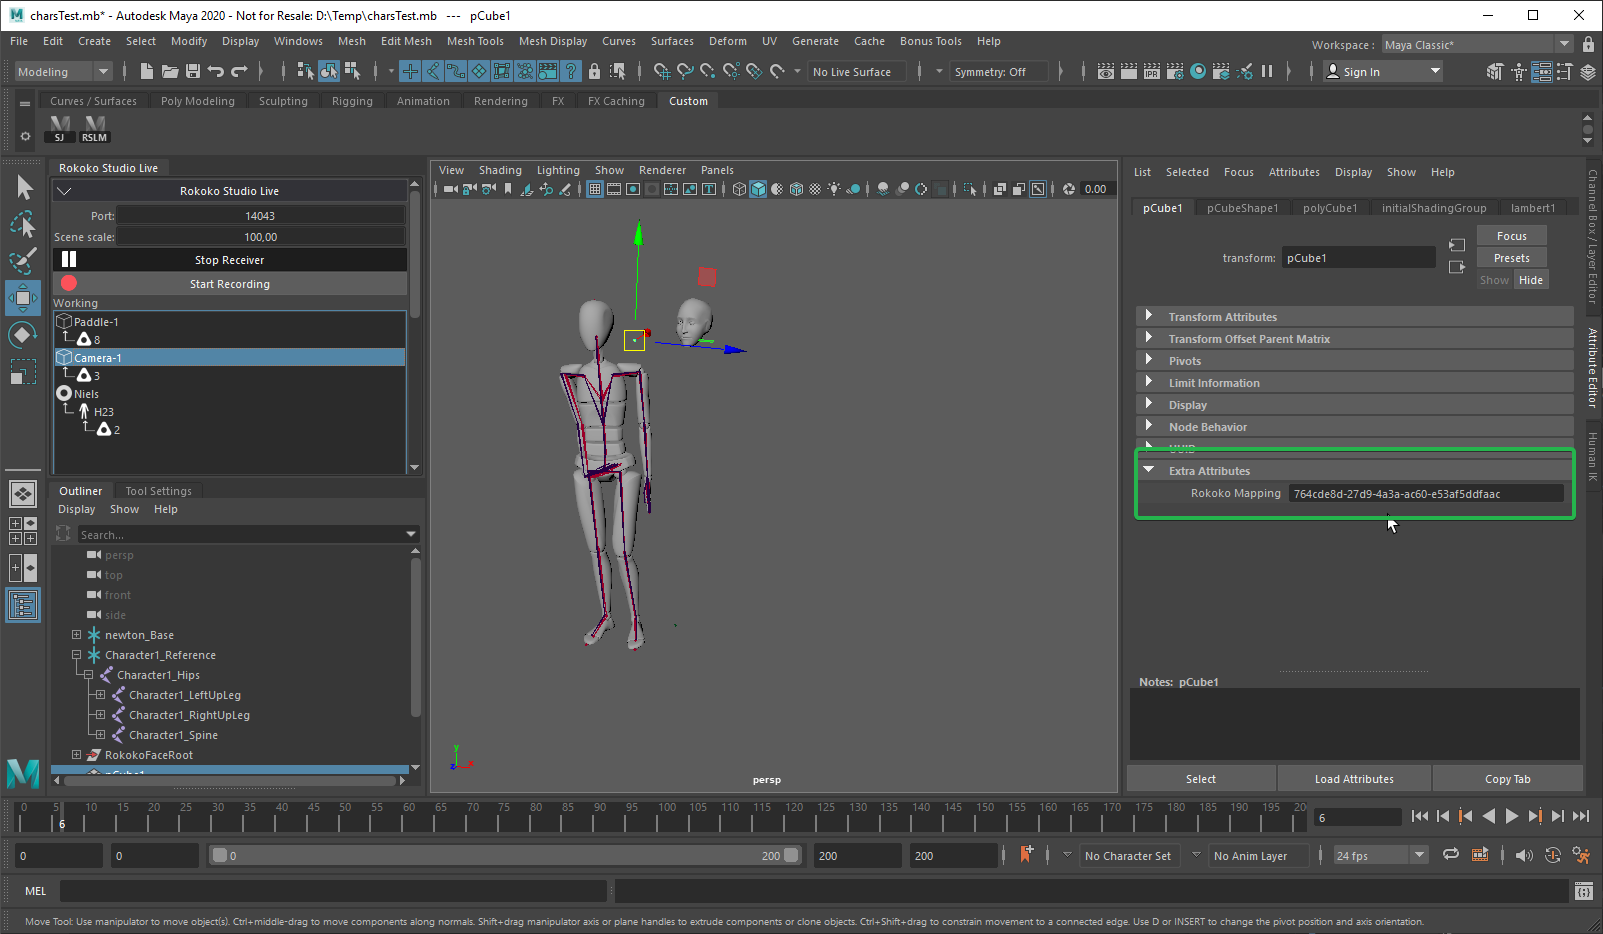 charsTest.mb* - Autodesk Maya 2020 - Not for Resale: D:\Temp\charsTest.mb --- pCube1
File Edit Create Select Modify Display Windows Mesh Edit Mesh Mesh Tools Mesh Display Curves Surfaces Deform UV Generate Cache Bonus Tools Help
Workspace : Maya Classic*
Modeling No Live Surface Symmetry: Off IPR Sign In
Curves / Surfaces Poly Modeling Sculpting Rigging Animation Rendering FX FX Caching Custom
SJ RSLM
Rokoko Studio Live
Rokoko Studio Live
Port: 14043
Scene scale: 100,00
Stop Receiver
Start Recording
Working
Paddle-1
8
Camera-1
3
Niels
H23
2
Outliner Tool Settings
Display Show Help
Search...
persp
top
front
side
newton_Base
Character1_Reference
Character1_Hips
Character1_LeftUpLeg
Character1_RightUpLeg
Character1_Spine
RokokoFaceRoot
pCube1
View Shading Lighting Show Renderer Panels
0.00
y
z x
persp
List Selected Focus Attributes Display Show Help
pCube1 pCubeShape1 polyCube1 initialShadingGroup lambert1
transform: pCube1
Focus
Presets
Show Hide
Transform Attributes
Transform Offset Parent Matrix
Pivots
Limit Information
Display
Node Behavior
UUID
Extra Attributes
Rokoko Mapping 764cde8d-27d9-4a3a-ac60-e53af5ddfaac
Notes: pCube1
Select Load Attributes Copy Tab
Channel Box / Layer Editor
Attribute Editor
Human IK
0 5 10 15 20 25 30 35 40 45 50 55 60 65 70 75 80 85 90 95 100 105 110 115 120 125 130 135 140 145 150 155 160 165 170 175 180 185 190 195 20
6
6
0 0 0 200 200 200 No Character Set No Anim Layer 24 fps
MEL
Move Tool: Use manipulator to move object(s). Ctrl+middle-drag to move components along normals. Shift+drag manipulator axis or plane handles to extrude components or clone objects. Ctrl+Shift+drag to constrain movement to a connected edge. Use D or INSERT to change the pivot position and axis orientation.